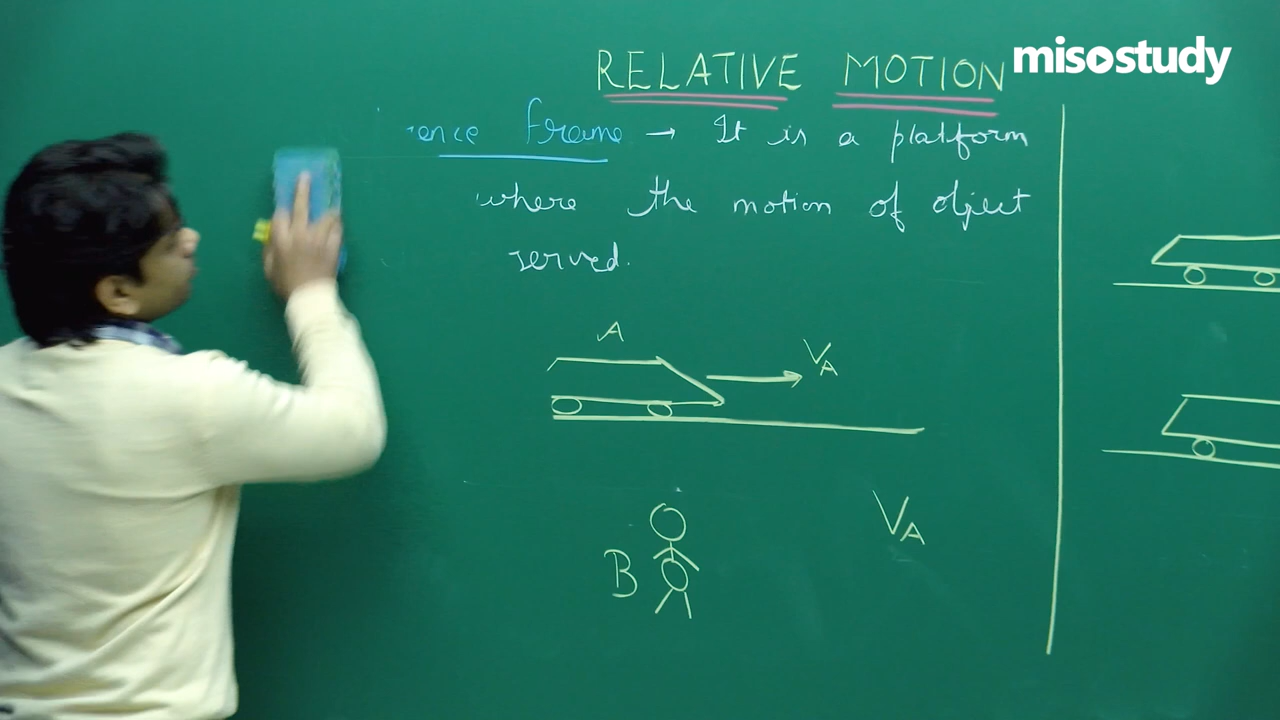 RELATIVE MOTION
misostudy
ence frame → It is a platform
where the motion of object
served.
A
VA
B
VA